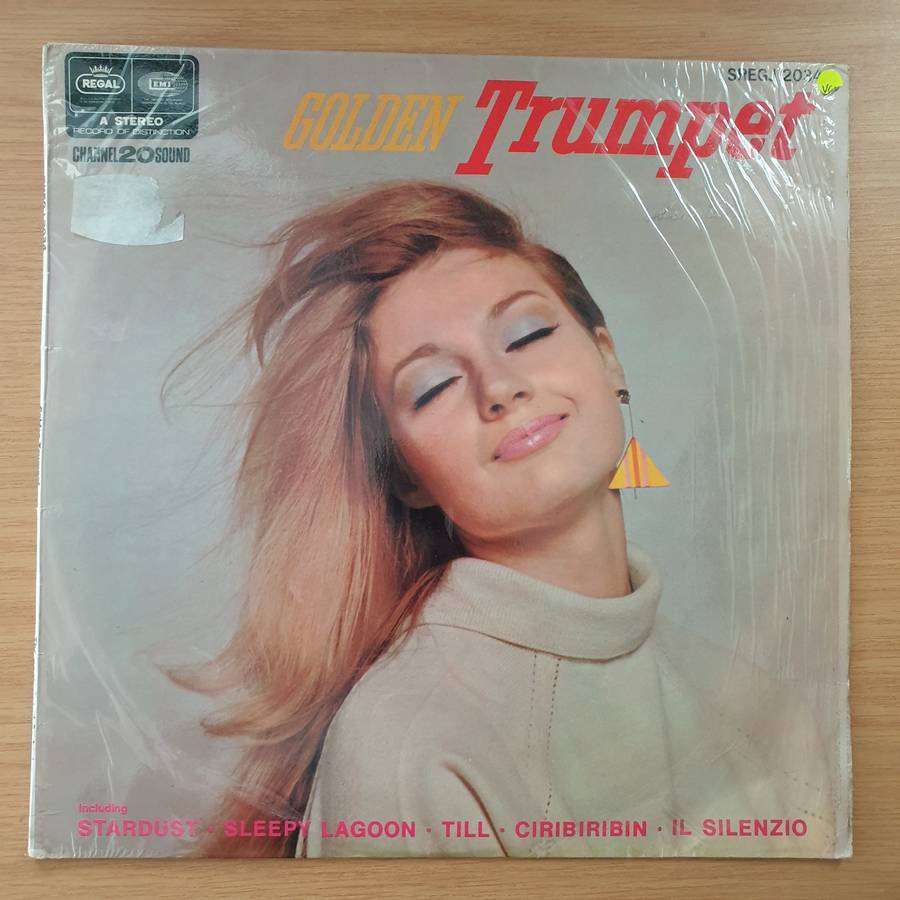 REGAL
EMI
A STEREO
RECORD OF DISTINCTION
CHANNEL 20 SOUND
GOLDEN Trumpet
including
STARDUST · SLEEPY LAGOON · TILL · CIRIBIRIBIN · IL SILENZIO